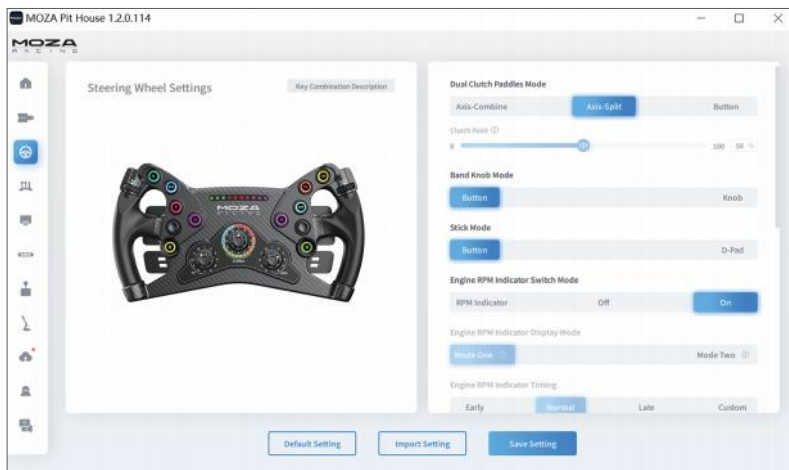 MOZA Pit House 1.2.0.114
MOZA
RACING
Steering Wheel Settings
Key Combination Description
MOZA
RACING
Dual Clutch Paddles Mode
Axis-Combine Axis-Split Button
Clutch Point
0 100 50 %
Band Knob Mode
Button Knob
Stick Mode
Button D-Pad
Engine RPM Indicator Switch Mode
RPM Indicator Off On
Engine RPM Indicator Display Mode
Mode One Mode Two
Engine RPM Indicator Timing
Early Normal Late Custom
Default Setting Import Setting Save Setting